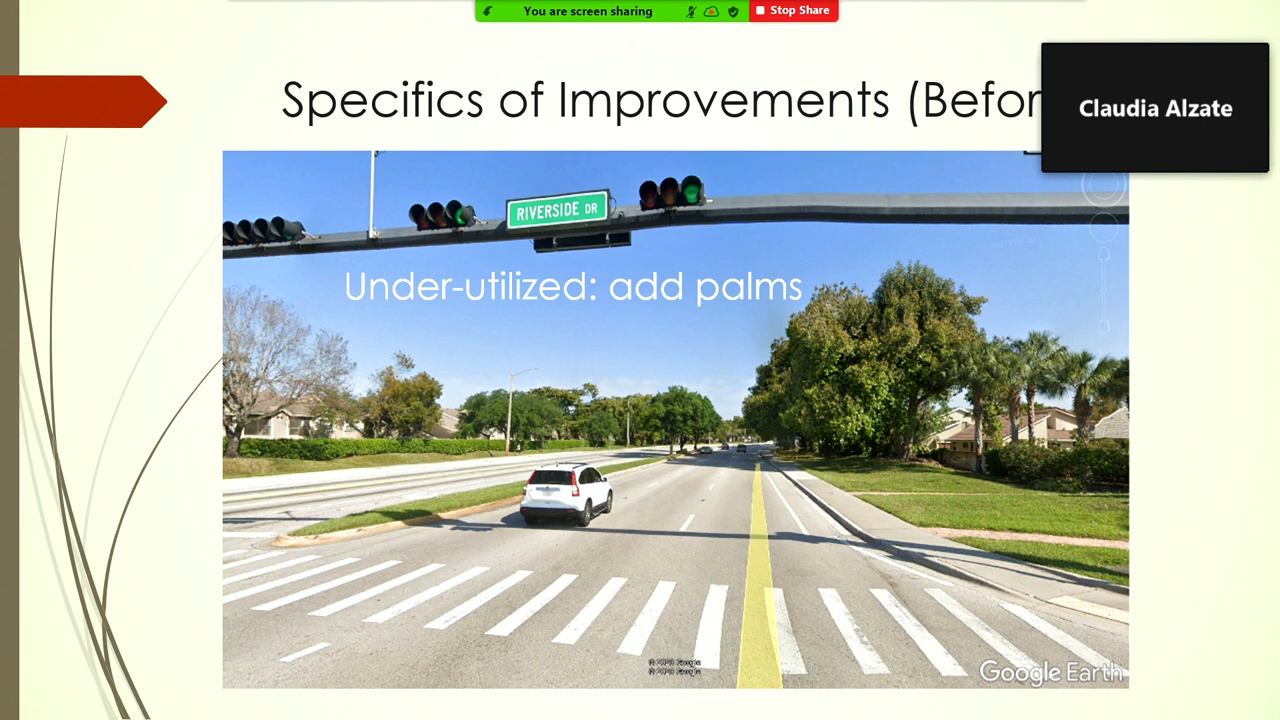 You are screen sharing
Stop Share
Specifics of Improvements (Befor
Claudia Alzate
RIVERSIDE DR
Under-utilized: add palms
Google Earth